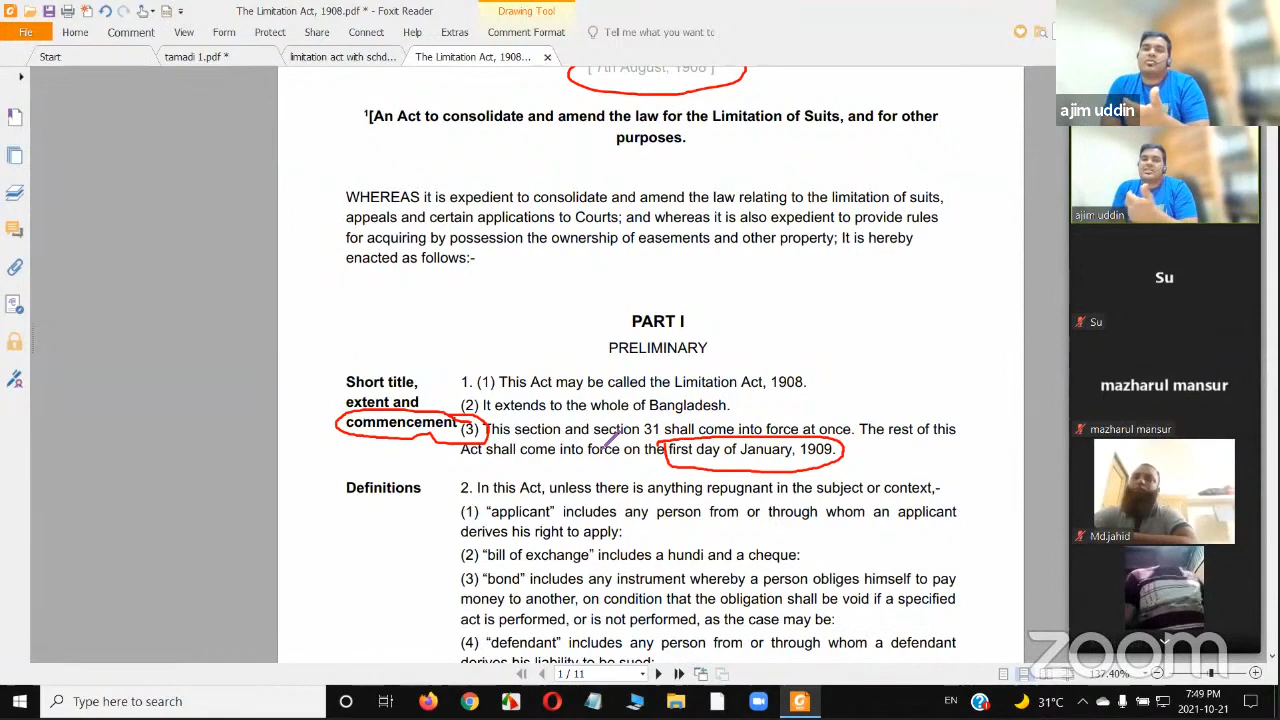 The Limitation Act, 1908.pdf * - Foxit Reader
Drawing Tool
File Home Comment View Form Protect Share Connect Help Extras Comment Format Tell me what you want to
Start tamadi 1.pdf * limitation act with sched... The Limitation Act, 1908...
[ 7th August, 1908 ]
¹[An Act to consolidate and amend the law for the Limitation of Suits, and for other
purposes.
WHEREAS it is expedient to consolidate and amend the law relating to the limitation of suits,
appeals and certain applications to Courts; and whereas it is also expedient to provide rules
for acquiring by possession the ownership of easements and other property; It is hereby
enacted as follows:-
PART I
PRELIMINARY
Short title,
extent and
commencement
1. (1) This Act may be called the Limitation Act, 1908.
(2) It extends to the whole of Bangladesh.
(3) This section and section 31 shall come into force at once. The rest of this
Act shall come into force on the first day of January, 1909.
Definitions
2. In this Act, unless there is anything repugnant in the subject or context,-
(1) “applicant” includes any person from or through whom an applicant
derives his right to apply:
(2) “bill of exchange” includes a hundi and a cheque:
(3) “bond” includes any instrument whereby a person obliges himself to pay
money to another, on condition that the obligation shall be void if a specified
act is performed, or is not performed, as the case may be:
(4) “defendant” includes any person from or through whom a defendant
derives his liability to be sued:
ajim uddin
ajim uddin
Su
Su
mazharul mansur
mazharul mansur
Md.jahid
zoom
1 / 11
137.40%
Type here to search
EN
31°C
7:49 PM
2021-10-21